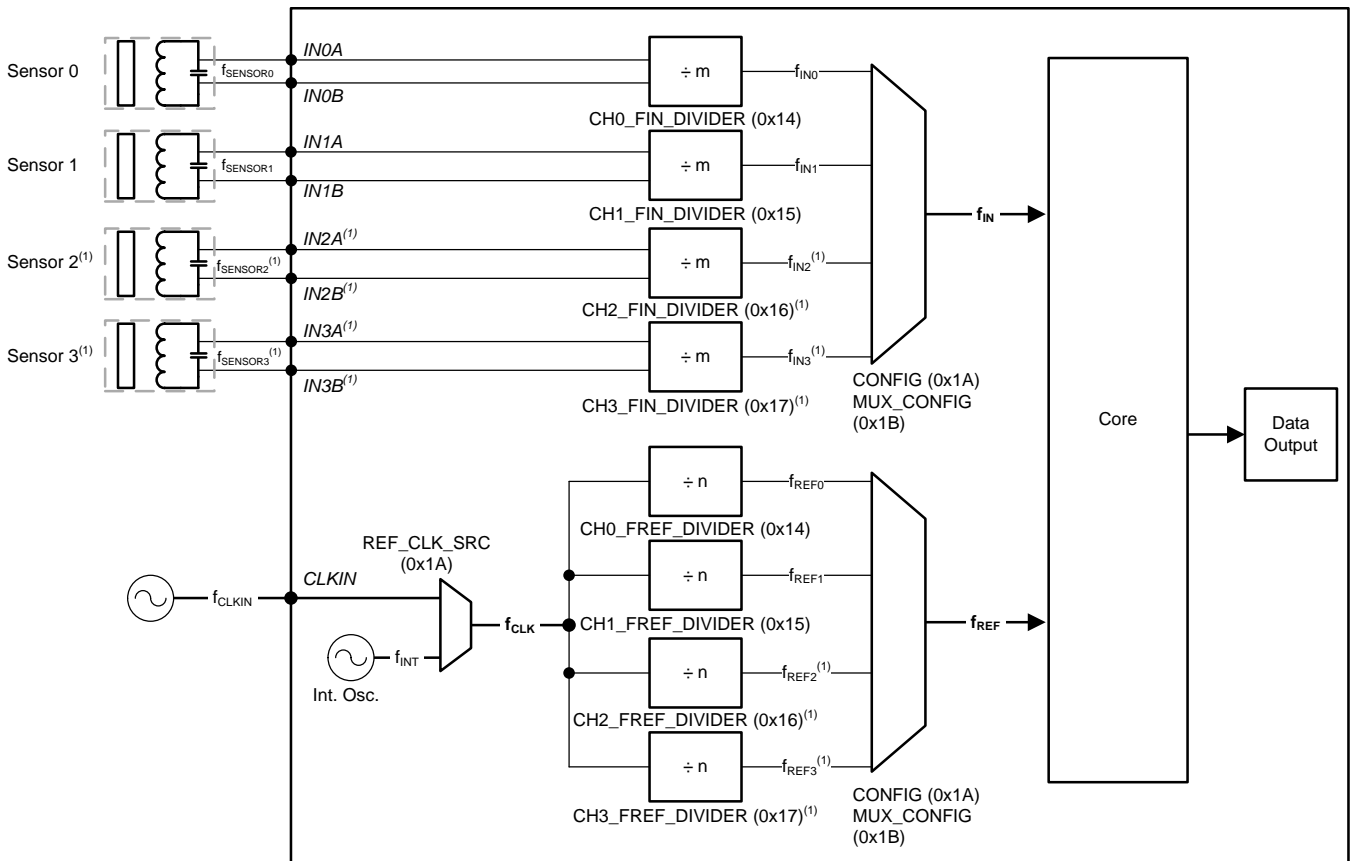 Sensor 0
fSENSOR0
IN0A
IN0B
÷ m
fIN0
CH0_FIN_DIVIDER (0x14)
Sensor 1
fSENSOR1
IN1A
IN1B
÷ m
fIN1
CH1_FIN_DIVIDER (0x15)
Sensor 2(1)
fSENSOR2(1)
IN2A(1)
IN2B(1)
÷ m
fIN2(1)
CH2_FIN_DIVIDER (0x16)(1)
Sensor 3(1)
fSENSOR3(1)
IN3A(1)
IN3B(1)
÷ m
fIN3(1)
CH3_FIN_DIVIDER (0x17)(1)
CONFIG (0x1A)
MUX_CONFIG
(0x1B)
fIN
Core
Data
Output
÷ n
fREF0
CH0_FREF_DIVIDER (0x14)
REF_CLK_SRC
(0x1A)
fCLKIN
CLKIN
fINT
Int. Osc.
fCLK
÷ n
fREF1
CH1_FREF_DIVIDER (0x15)
÷ n
fREF2(1)
CH2_FREF_DIVIDER (0x16)(1)
÷ n
fREF3(1)
CH3_FREF_DIVIDER (0x17)(1)
fREF
CONFIG (0x1A)
MUX_CONFIG
(0x1B)